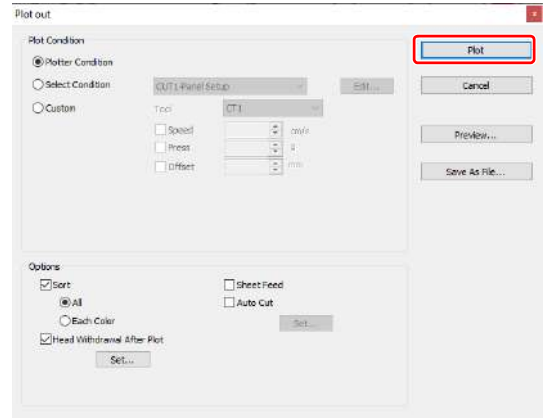 Plot out
Plot Condition
Plotter Condition
Select Condition
CUT1-Panel Setup
Edit...
Custom
Tool
CT1
Speed
cm/s
Press
g
Offset
mm
Plot
Cancel
Preview...
Save As File...
Options
Sort
All
Each Color
Head Withdrawal After Plot
Set...
Sheet Feed
Auto Cut
Set...